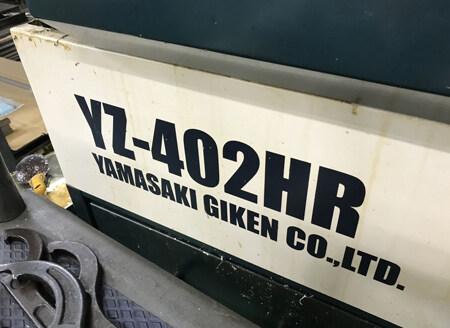 YZ-402HR
YAMASAKI GIKEN CO.,LTD.